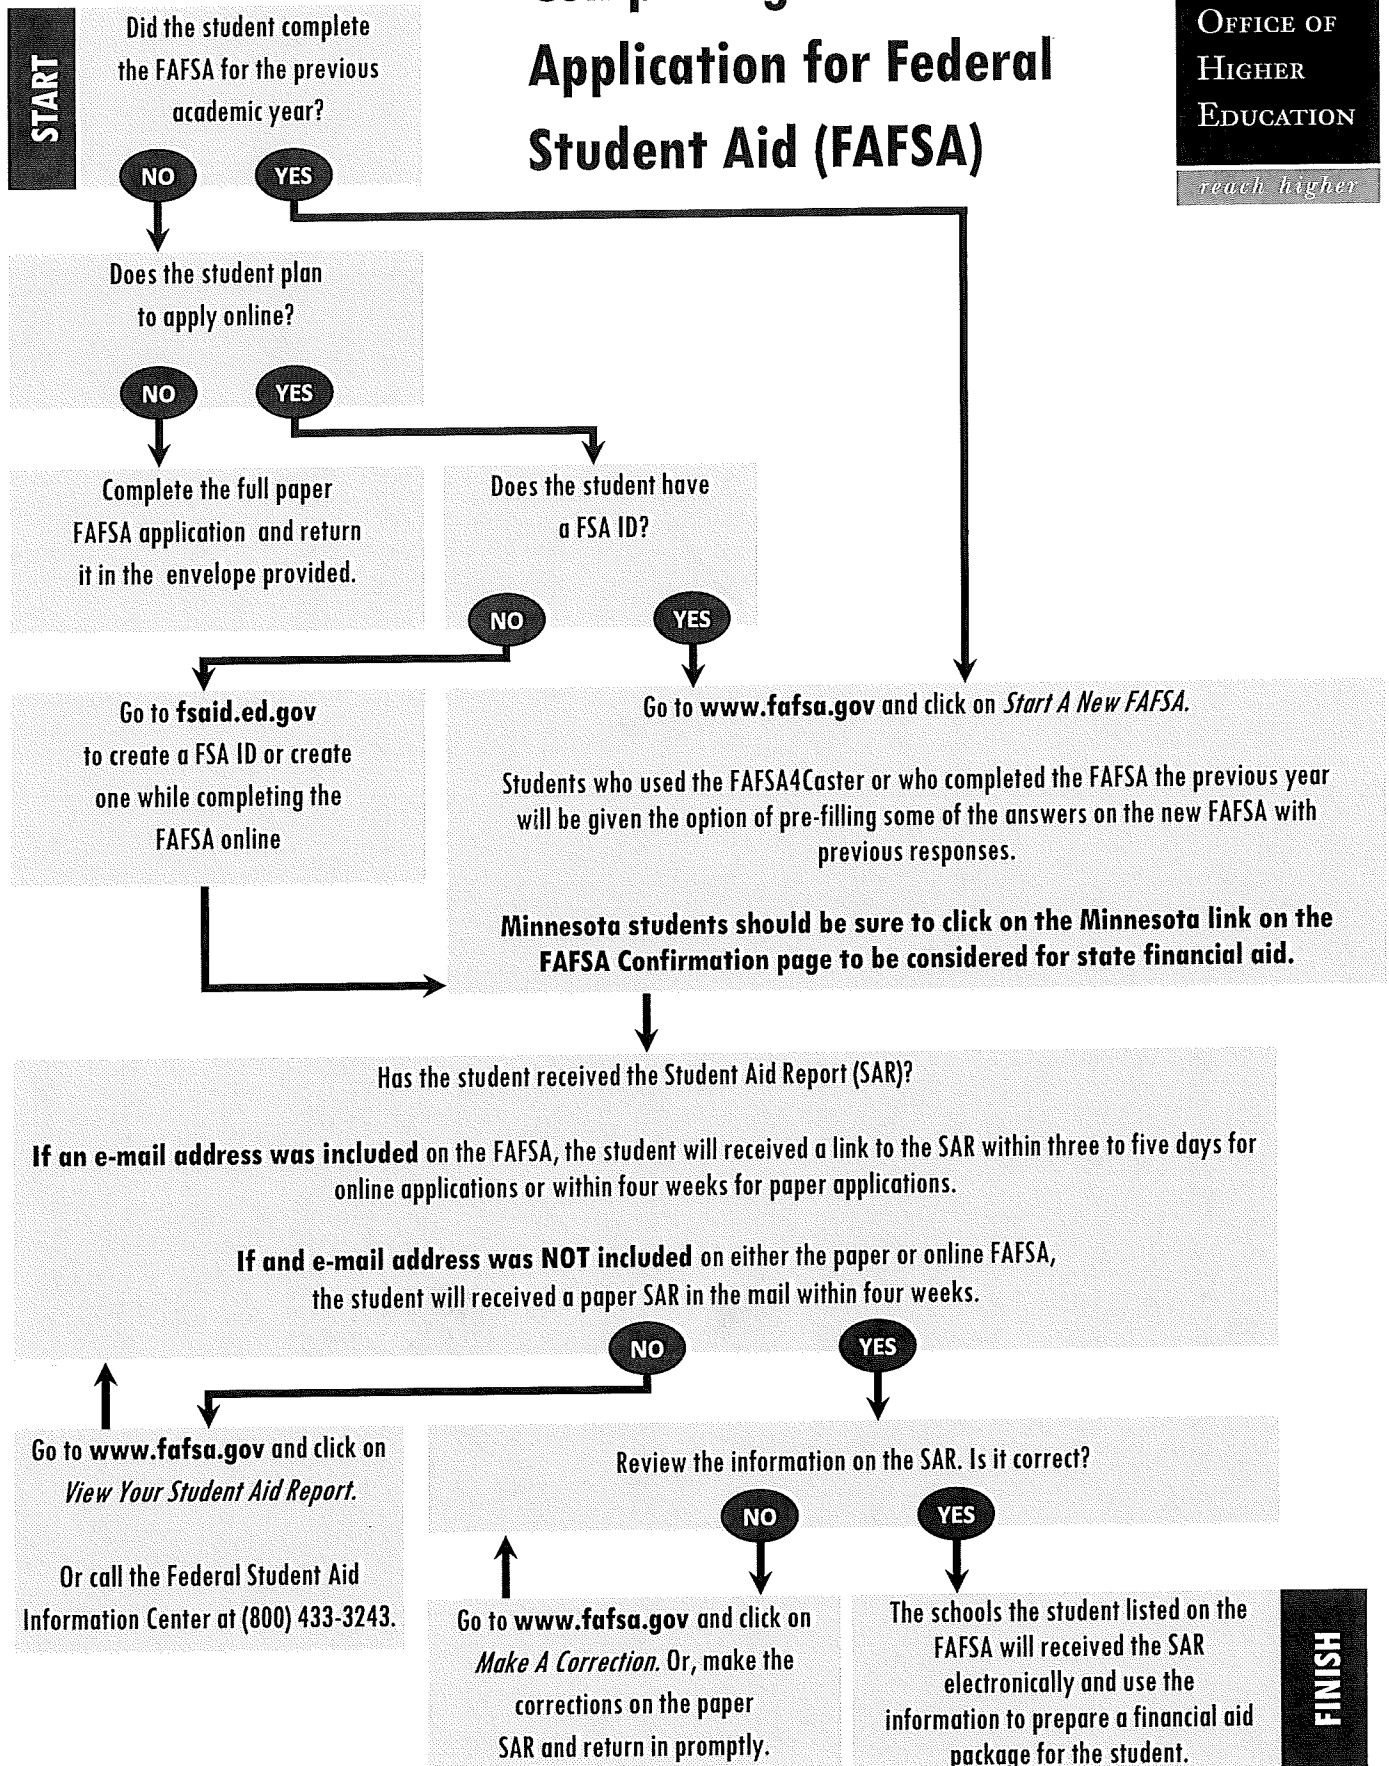 START
Did the student complete
the FAFSA for the previous
academic year?
NO
YES
Application for Federal
Student Aid (FAFSA)
OFFICE OF
HIGHER
EDUCATION
reach higher
Does the student plan
to apply online?
NO
YES
Complete the full paper
FAFSA application and return
it in the envelope provided.
Does the student have
a FSA ID?
NO
YES
Go to fsaid.ed.gov
to create a FSA ID or create
one while completing the
FAFSA online
Go to www.fafsa.gov and click on Start A New FAFSA.
Students who used the FAFSA4Caster or who completed the FAFSA the previous year
will be given the option of pre-filling some of the answers on the new FAFSA with
previous responses.
Minnesota students should be sure to click on the Minnesota link on the
FAFSA Confirmation page to be considered for state financial aid.
Has the student received the Student Aid Report (SAR)?
If an e-mail address was included on the FAFSA, the student will received a link to the SAR within three to five days for
online applications or within four weeks for paper applications.
If and e-mail address was NOT included on either the paper or online FAFSA,
the student will received a paper SAR in the mail within four weeks.
NO
YES
Go to www.fafsa.gov and click on
View Your Student Aid Report.
Or call the Federal Student Aid
Information Center at (800) 433-3243.
Review the information on the SAR. Is it correct?
NO
YES
Go to www.fafsa.gov and click on
Make A Correction. Or, make the
corrections on the paper
SAR and return in promptly.
The schools the student listed on the
FAFSA will received the SAR
electronically and use the
information to prepare a financial aid
package for the student.
FINISH